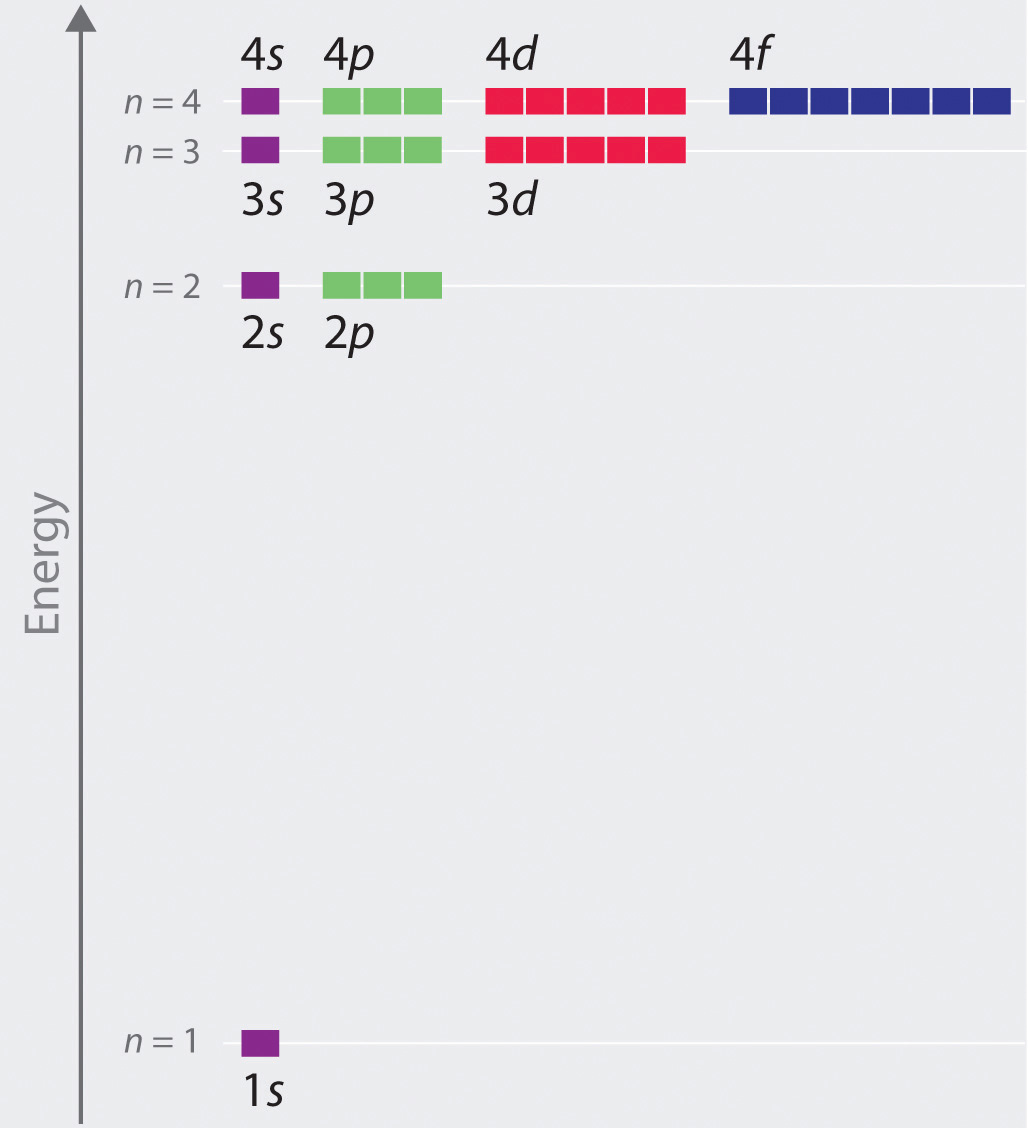 4s 4p 4d 4f
n = 4
n = 3
3s 3p 3d
n = 2
2s 2p
Energy
n = 1
1s